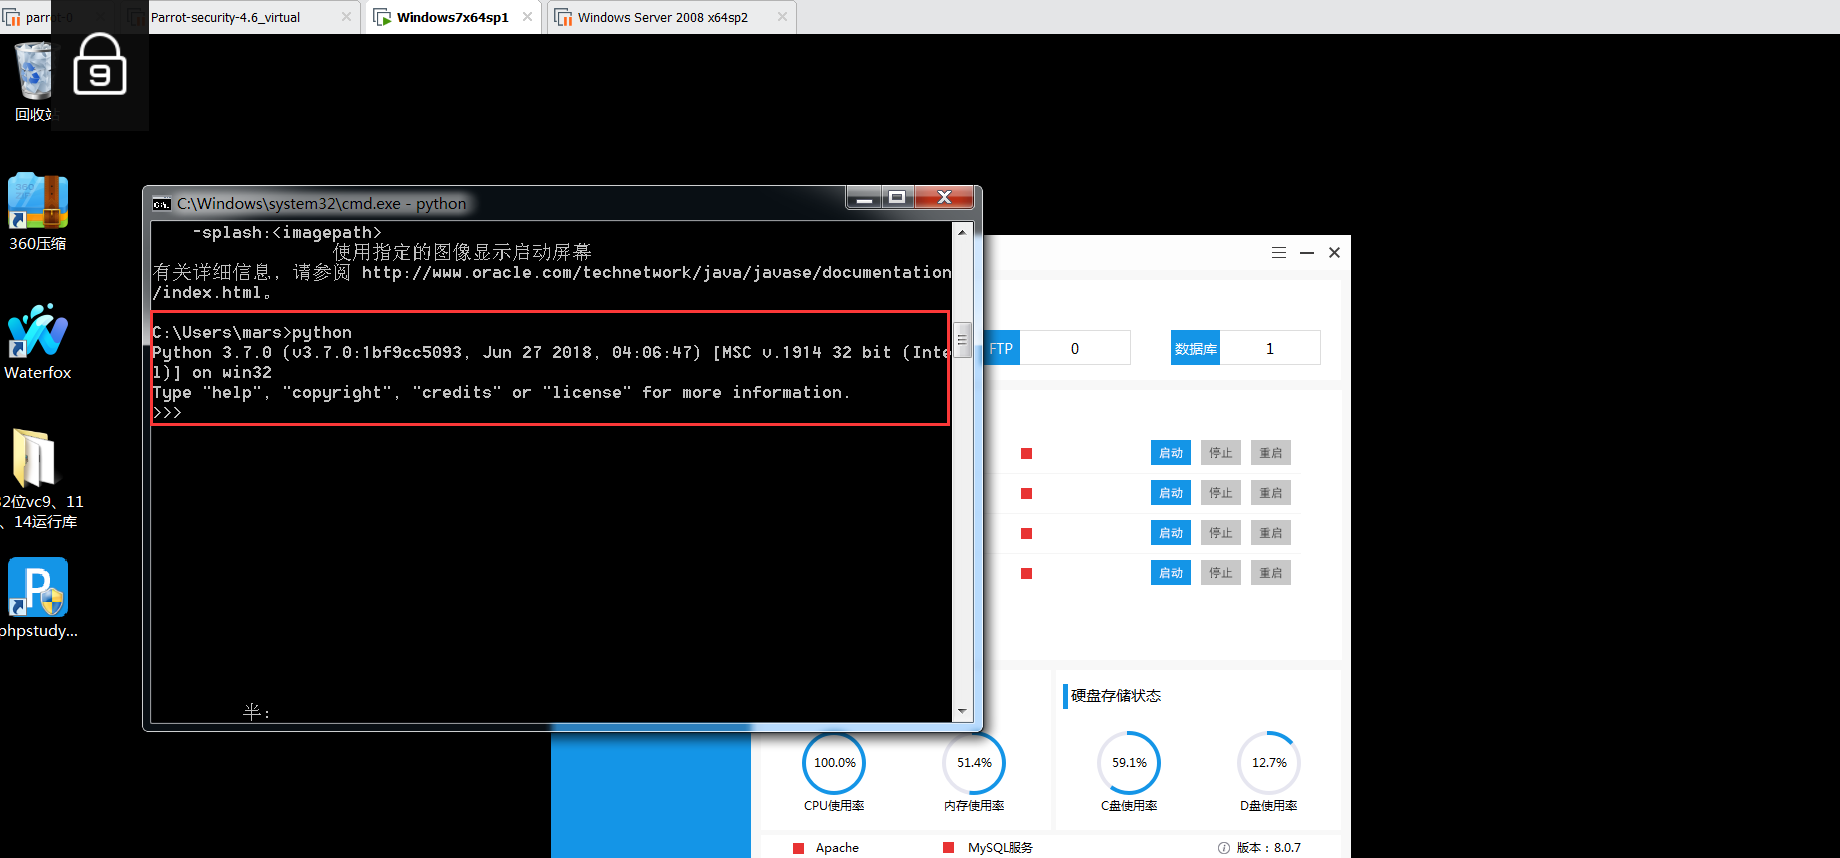 parrot-0
Parrot-security-4.6_virtual
Windows7x64sp1
Windows Server 2008 x64sp2
9
回收站
360压缩
Waterfox
32位vc9、11
、14运行库
phpstudy...
C:\Windows\system32\cmd.exe - python
-splash:<imagepath>
使用指定的图像显示启动屏幕
有关详细信息, 请参阅 http://www.oracle.com/technetwork/java/javase/documentation
/index.html。
C:\Users\mars>python
Python 3.7.0 (v3.7.0:1bf9cc5093, Jun 27 2018, 04:06:47) [MSC v.1914 32 bit (Inte
l)] on win32
Type "help", "copyright", "credits" or "license" for more information.
>>>
半:
FTP 0
数据库 1
启动 停止 重启
启动 停止 重启
启动 停止 重启
启动 停止 重启
硬盘存储状态
100.0% 51.4% 59.1% 12.7%
CPU使用率 内存使用率 C盘使用率 D盘使用率
Apache MySQL服务 版本：8.0.7